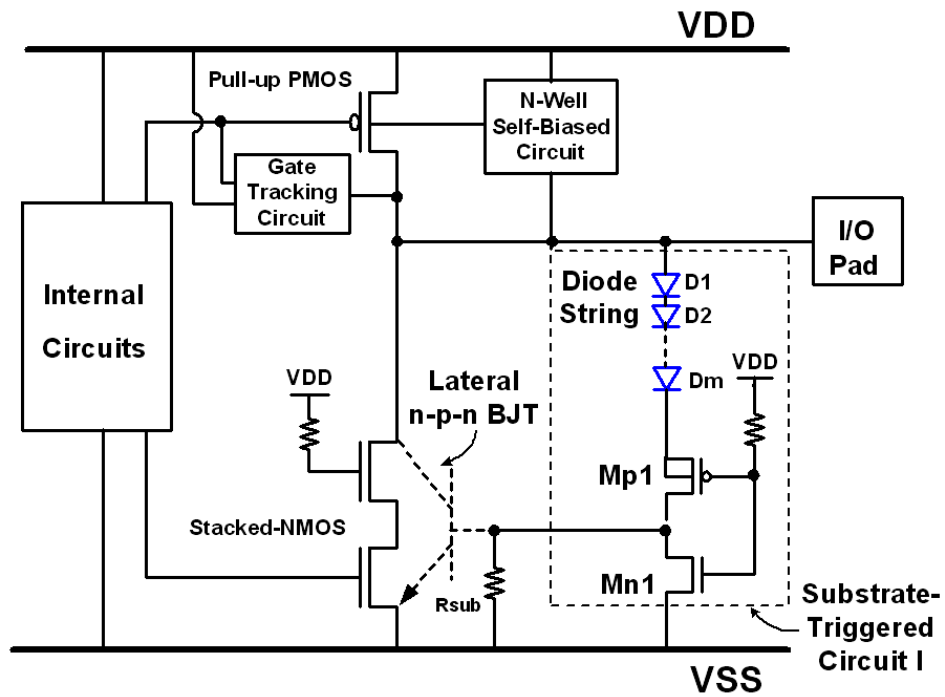 VDD
Pull-up PMOS
N-Well
Self-Biased
Circuit
Gate
Tracking
Circuit
I/O
Pad
Internal
Circuits
Diode
String
D1
D2
Dm
VDD
VDD
Lateral
n-p-n BJT
Mp1
Stacked-NMOS
Rsub
Mn1
Substrate-
Triggered
Circuit I
VSS